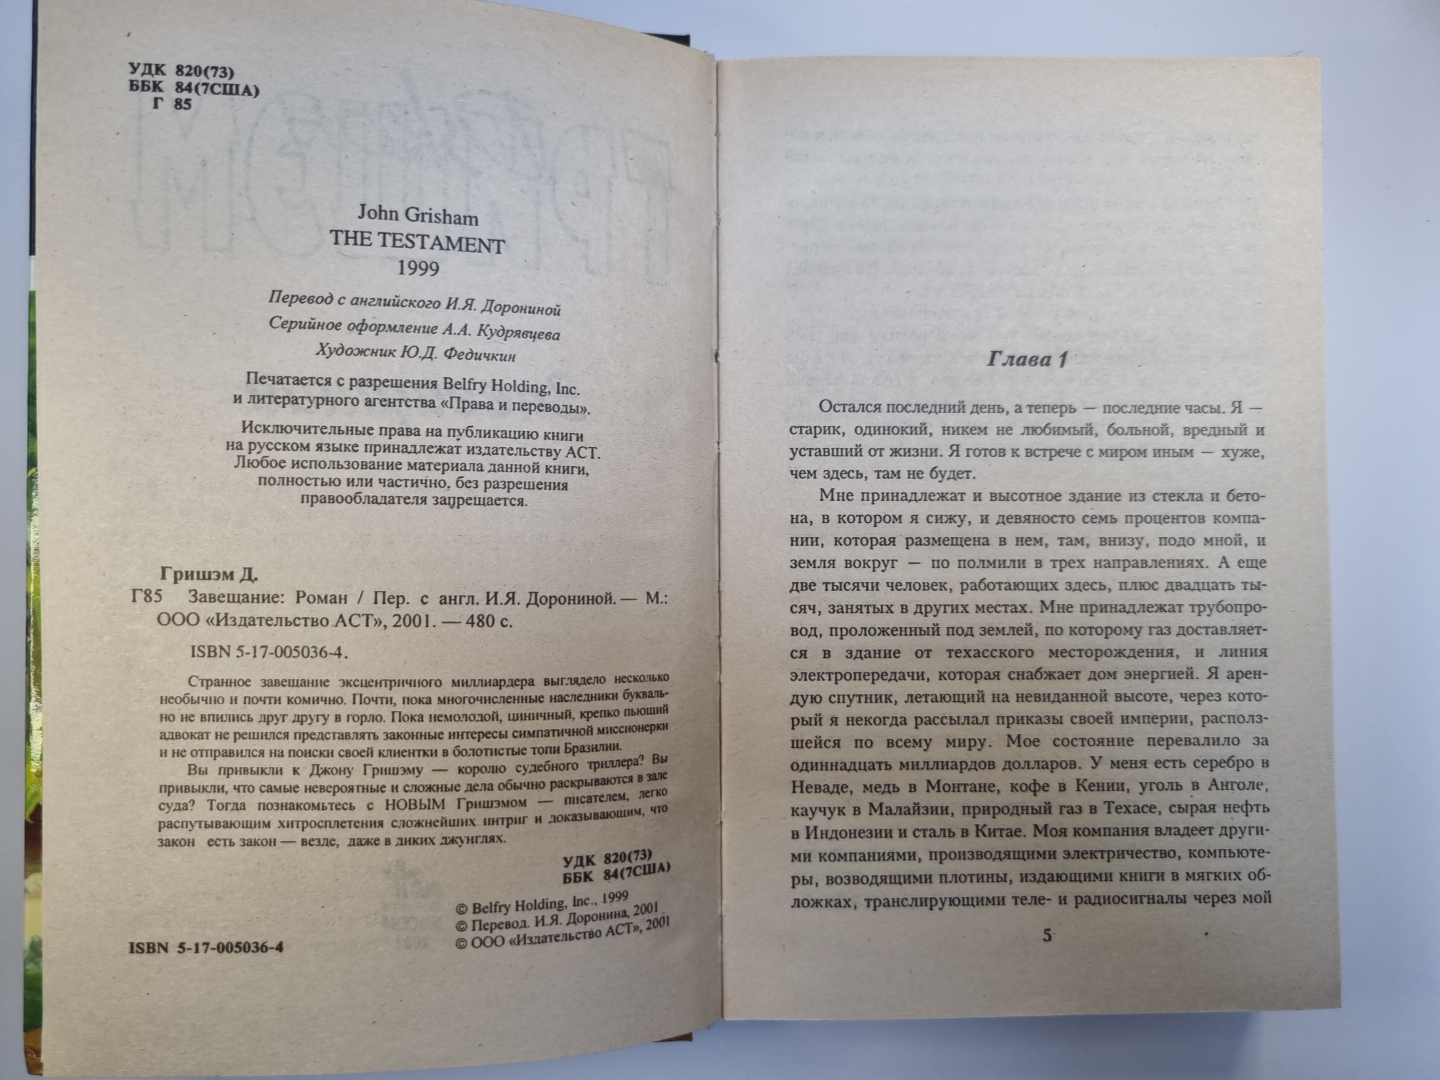 УДК 820(73)
ББК 84(7США)
Г 85
John Grisham
THE TESTAMENT
1999
Перевод с английского И.Я. Дорониной
Серийное оформление А.А. Кудрявцева
Художник Ю.Д. Федичкин
Печатается с разрешения Belfry Holding, Inc.
и литературного агентства «Права и переводы».
Исключительные права на публикацию книги
на русском языке принадлежат издательству АСТ.
Любое использование материала данной книги,
полностью или частично, без разрешения
правообладателя запрещается.
Гришэм Д.
Г85 Завещание: Роман / Пер. с англ. И.Я. Дорониной. — М.:
ООО «Издательство АСТ», 2001. — 480 с.
ISBN 5-17-005036-4.
Странное завещание эксцентричного миллиардера выглядело несколько
необычно и почти комично. Почти, пока многочисленные наследники букваль-
но не впились друг другу в горло. Пока немолодой, циничный, крепко пьющий
адвокат не решился представлять законные интересы симпатичной миссионерки
и не отправился на поиски своей клиентки в болотистые топи Бразилии.
Вы привыкли к Джону Гришэму — королю судебного триллера? Вы
привыкли, что самые невероятные и сложные дела обычно раскрываются в зале
суда? Тогда познакомьтесь с НОВЫМ Гришэмом — писателем, легко
распутывающим хитросплетения сложнейших интриг и доказывающим, что
закон есть закон — везде, даже в диких джунглях.
УДК 820(73)
ББК 84(7США)
© Belfry Holding, Inc., 1999
© Перевод. И.Я. Доронина, 2001
© ООО «Издательство АСТ», 2001
ISBN 5-17-005036-4
Глава 1
Остался последний день, а теперь — последние часы. Я —
старик, одинокий, никем не любимый, больной, вредный и
уставший от жизни. Я готов к встрече с миром иным — хуже,
чем здесь, там не будет.
Мне принадлежат и высотное здание из стекла и бето-
на, в котором я сижу, и девяносто семь процентов компа-
нии, которая размещена в нем, там, внизу, подо мной, и
земля вокруг — по полмили в трех направлениях. А еще
две тысячи человек, работающих здесь, плюс двадцать ты-
сяч, занятых в других местах. Мне принадлежат трубопро-
вод, проложенный под землей, по которому газ доставляет-
ся в здание от техасского месторождения, и линия
электропередачи, которая снабжает дом энергией. Я арен-
дую спутник, летающий на невиданной высоте, через кото-
рый я некогда рассылал приказы своей империи, располз-
шейся по всему миру. Мое состояние перевалило за
одиннадцать миллиардов долларов. У меня есть серебро в
Неваде, медь в Монтане, кофе в Кении, уголь в Анголе,
каучук в Малайзии, природный газ в Техасе, сырая нефть
в Индонезии и сталь в Китае. Моя компания владеет други-
ми компаниями, производящими электричество, компьюте-
ры, возводящими плотины, издающими книги в мягких об-
ложках, транслирующими теле- и радиосигналы через мой
5